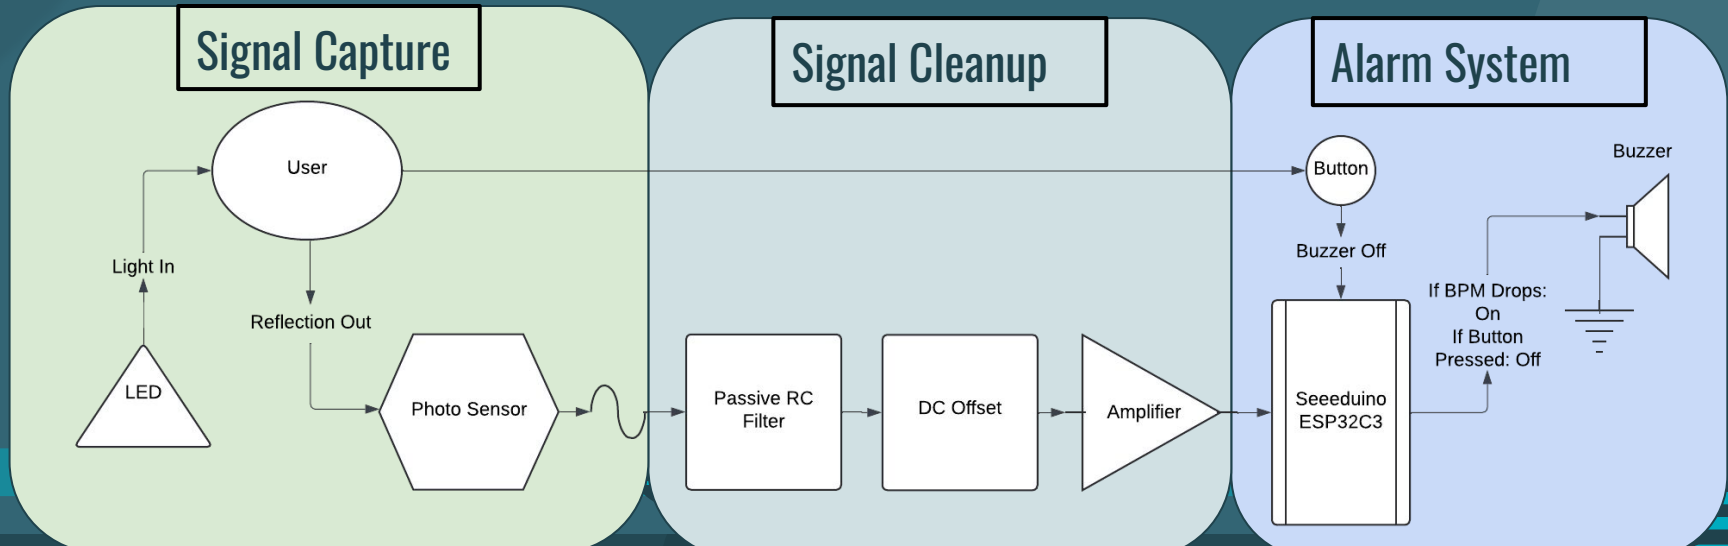 Signal Capture
Signal Cleanup
Alarm System
User
Light In
Reflection Out
LED
Photo Sensor
Passive RC
Filter
DC Offset
Amplifier
Button
Buzzer Off
Seeeduino
ESP32C3
If BPM Drops:
On
If Button
Pressed: Off
Buzzer